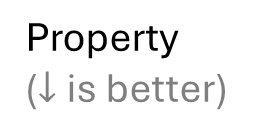 Property
(↓ is better)